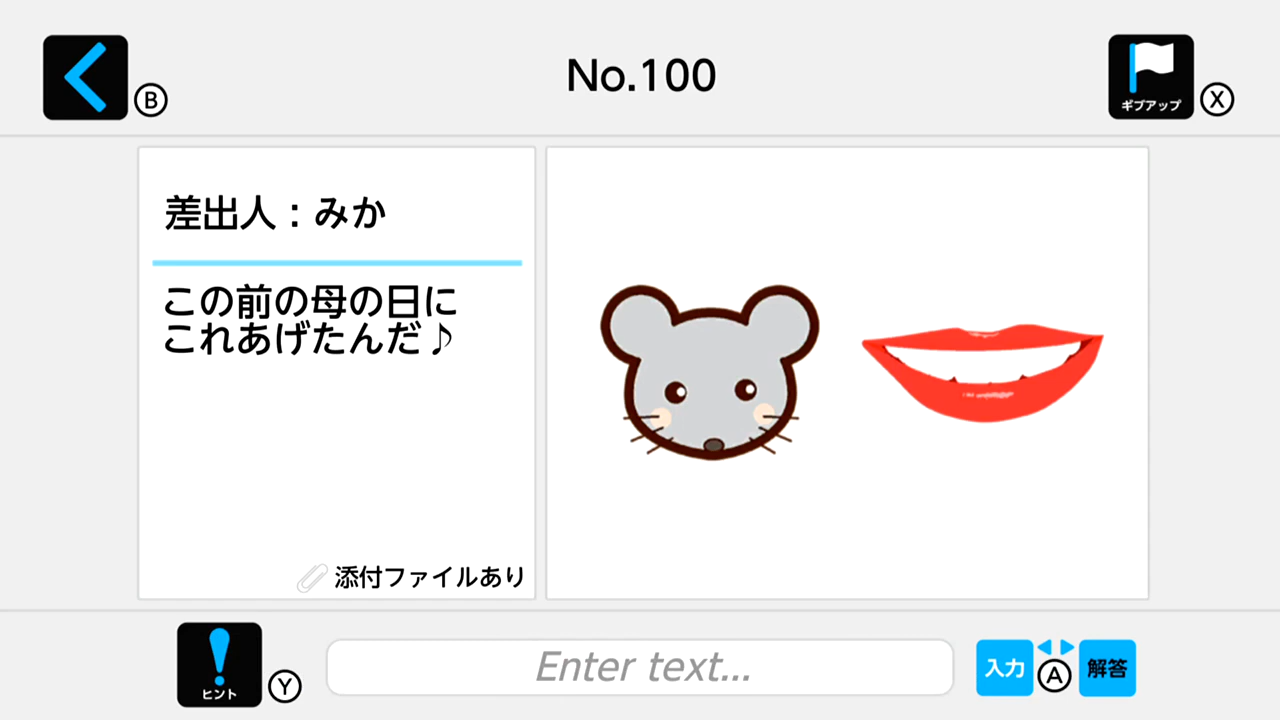 No.100
B
ギブアップ
X
差出人：みか
この前の母の日に
これあげたんだ♪
添付ファイルあり
ヒント
Y
Enter text...
入力
A
解答